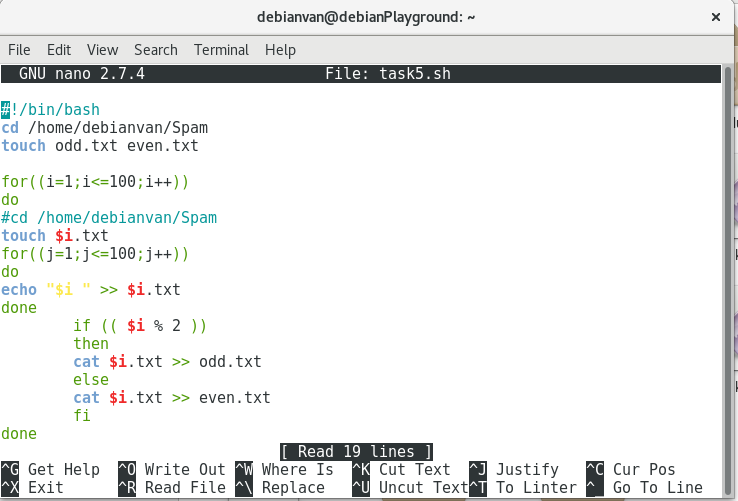 debianvan@debianPlayground: ~ ×
File Edit View Search Terminal Help
GNU nano 2.7.4 File: task5.sh
#!/bin/bash
cd /home/debianvan/Spam
touch odd.txt even.txt
for((i=1;i<=100;i++))
do
#cd /home/debianvan/Spam
touch $i.txt
for((j=1;j<=100;j++))
do
echo "$i " >> $i.txt
done
if (( $i % 2 ))
then
cat $i.txt >> odd.txt
else
cat $i.txt >> even.txt
fi
done
[ Read 19 lines ]
^G Get Help ^O Write Out ^W Where Is ^K Cut Text ^J Justify ^C Cur Pos
^X Exit ^R Read File ^\ Replace ^U Uncut Text ^T To Linter ^_ Go To Line